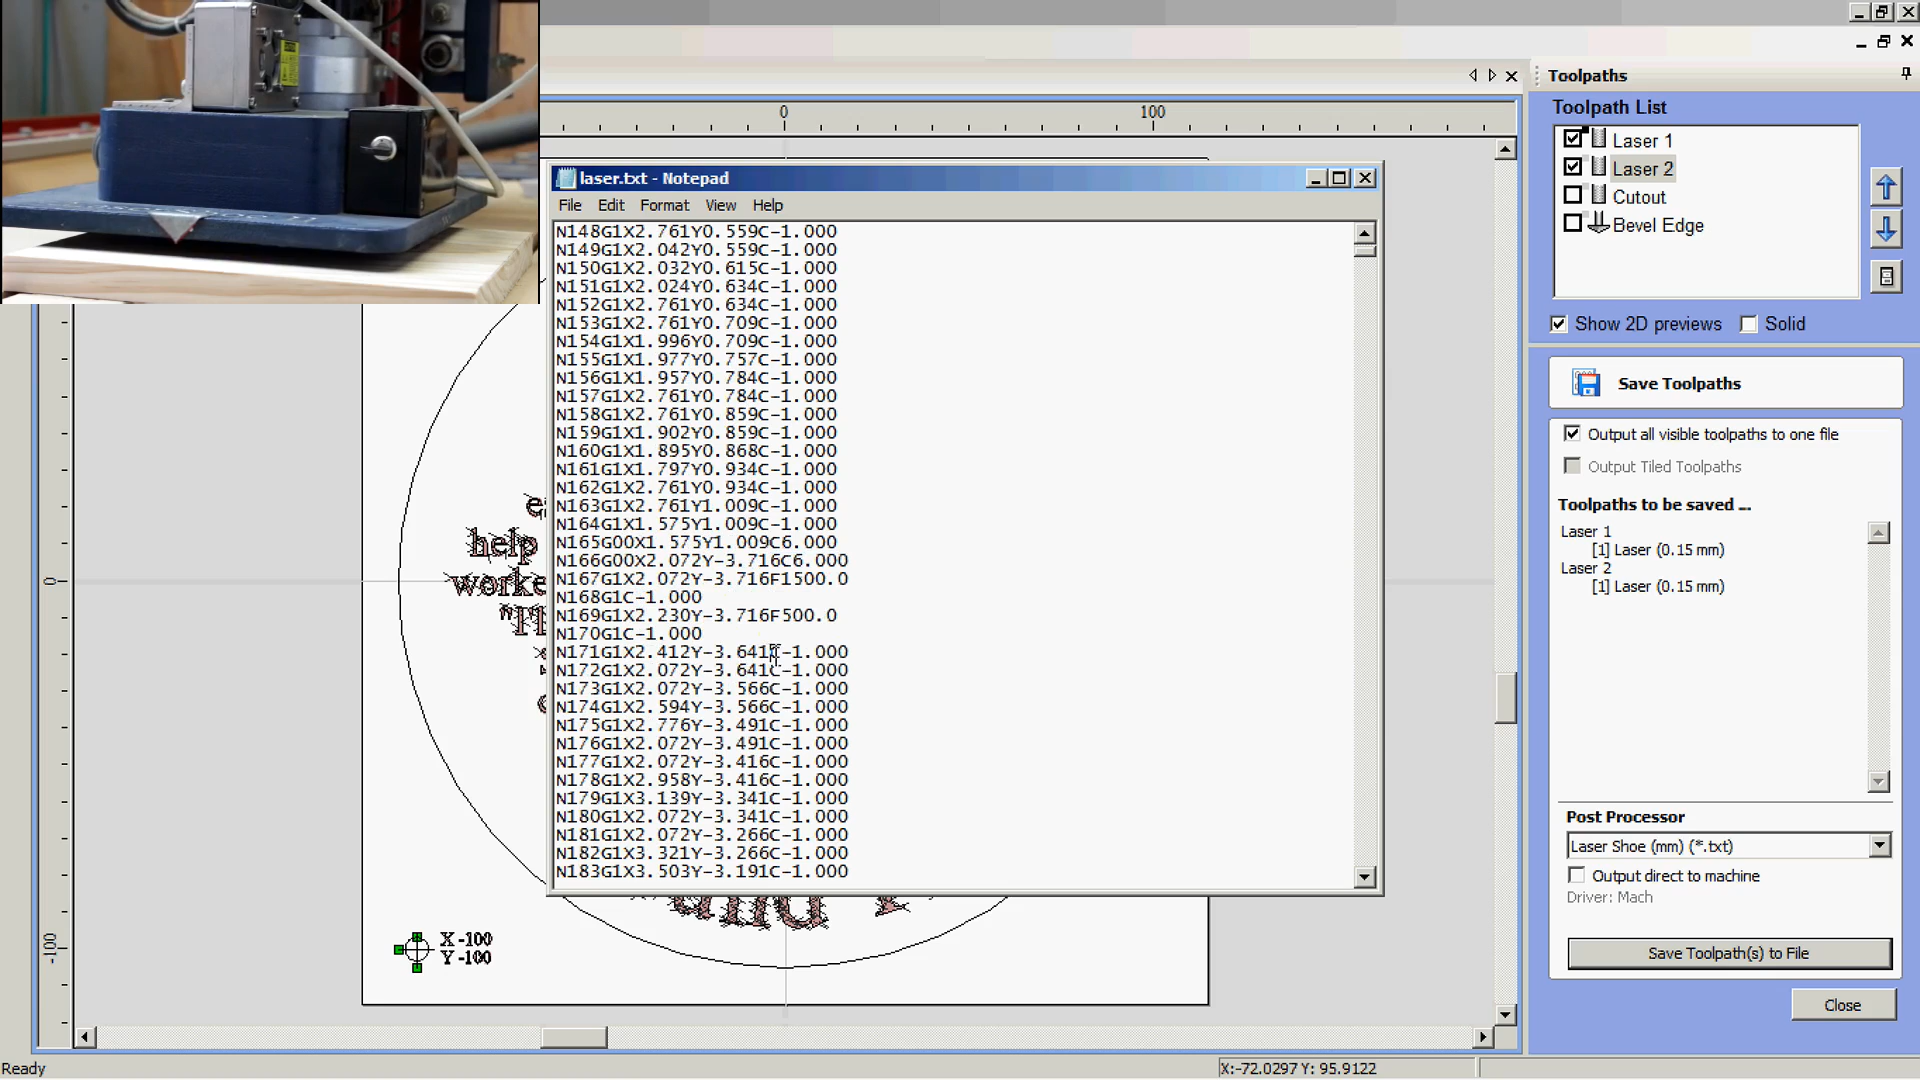 0
100
Toolpaths
Toolpath List
Laser 1
Laser 2
Cutout
Bevel Edge
Show 2D previews
Solid
Save Toolpaths
Output all visible toolpaths to one file
Output Tiled Toolpaths
Toolpaths to be saved ...
Laser 1
[1] Laser (0.15 mm)
Laser 2
[1] Laser (0.15 mm)
Post Processor
Laser Shoe (mm) (*.txt)
Output direct to machine
Driver: Mach
Save Toolpath(s) to File
Close
laser.txt - Notepad
File Edit Format View Help
N148G1X2.761Y0.559C-1.000
N149G1X2.042Y0.559C-1.000
N150G1X2.032Y0.615C-1.000
N151G1X2.024Y0.634C-1.000
N152G1X2.761Y0.634C-1.000
N153G1X2.761Y0.709C-1.000
N154G1X1.996Y0.709C-1.000
N155G1X1.977Y0.757C-1.000
N156G1X1.957Y0.784C-1.000
N157G1X2.761Y0.784C-1.000
N158G1X2.761Y0.859C-1.000
N159G1X1.902Y0.859C-1.000
N160G1X1.895Y0.868C-1.000
N161G1X1.797Y0.934C-1.000
N162G1X2.761Y0.934C-1.000
N163G1X2.761Y1.009C-1.000
N164G1X1.575Y1.009C-1.000
N165G00X1.575Y1.009C6.000
N166G00X2.072Y-3.716C6.000
N167G1X2.072Y-3.716F1500.0
N168G1C-1.000
N169G1X2.230Y-3.716F500.0
N170G1C-1.000
N171G1X2.412Y-3.641C-1.000
N172G1X2.072Y-3.641C-1.000
N173G1X2.072Y-3.566C-1.000
N174G1X2.594Y-3.566C-1.000
N175G1X2.776Y-3.491C-1.000
N176G1X2.072Y-3.491C-1.000
N177G1X2.072Y-3.416C-1.000
N178G1X2.958Y-3.416C-1.000
N179G1X3.139Y-3.341C-1.000
N180G1X2.072Y-3.341C-1.000
N181G1X2.072Y-3.266C-1.000
N182G1X3.321Y-3.266C-1.000
N183G1X3.503Y-3.191C-1.000
help
worke
0
-100
X -100
Y -100
Ready
X:-72.0297 Y: 95.9122